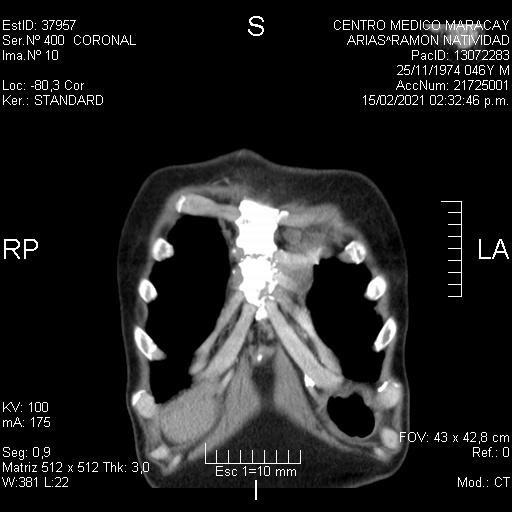 EstID: 37957
Ser.Nº 400 CORONAL
Ima.Nº 10
Loc: -80,3 Cor
Ker.: STANDARD
S
CENTRO MEDICO MARACAY
ARIAS^RAMON NATIVIDAD
PacID: 13072283
25/11/1974 046Y M
AccNum: 21725001
15/02/2021 02:32:46 p.m.
RP
LA
KV: 100
mA: 175
Seg: 0,9
Matriz 512 x 512 Thk: 3,0
W:381 L:22
Esc 1=10 mm
I
FOV: 43 x 42,8 cm
Ref.: 0
Mod.: CT